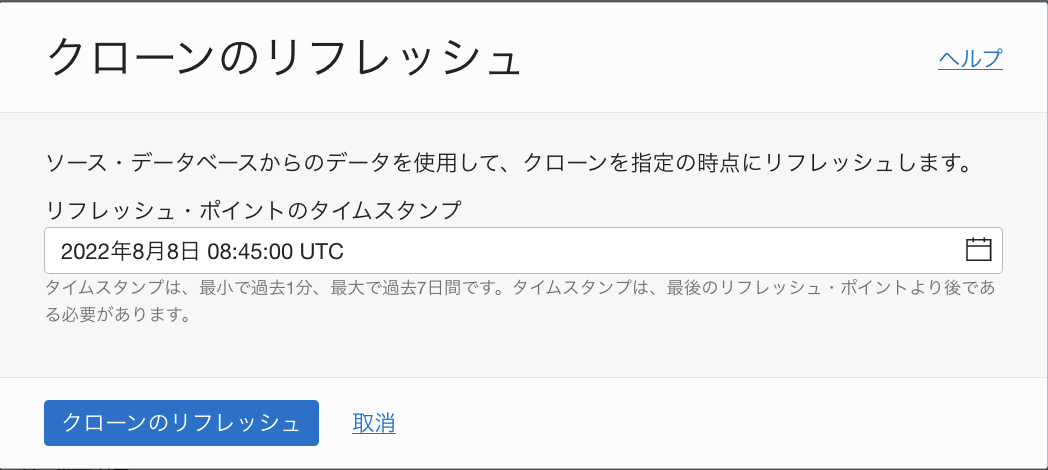 クローンのリフレッシュ
ヘルプ
ソース・データベースからのデータを使用して、クローンを指定の時点にリフレッシュします。
リフレッシュ・ポイントのタイムスタンプ
2022年8月8日 08:45:00 UTC
タイムスタンプは、最小で過去1分、最大で過去7日間です。タイムスタンプは、最後のリフレッシュ・ポイントより後であ
る必要があります。
クローンのリフレッシュ
取消